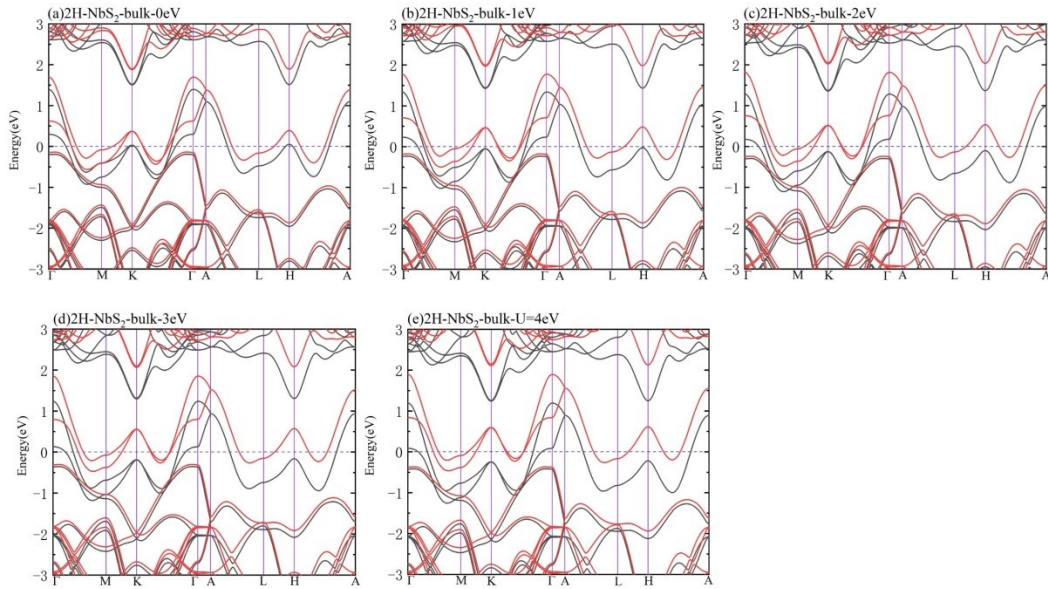 (a)2H-NbS₂-bulk-0eV
(b)2H-NbS₂-bulk-1eV
(c)2H-NbS₂-bulk-2eV
3
2
1
0
−1
−2
−3
Energy(eV)
Γ M K Γ A L H A
3
2
1
0
−1
−2
−3
Energy(eV)
Γ M K Γ A L H A
3
2
1
0
−1
−2
−3
Energy(eV)
Γ M K Γ A L H A
(d)2H-NbS₂-bulk-3eV
(e)2H-NbS₂-bulk-U=4eV
3
2
1
0
−1
−2
−3
Energy(eV)
Γ M K Γ A L H A
3
2
1
0
−1
−2
−3
Energy(eV)
Γ M K Γ A L H A